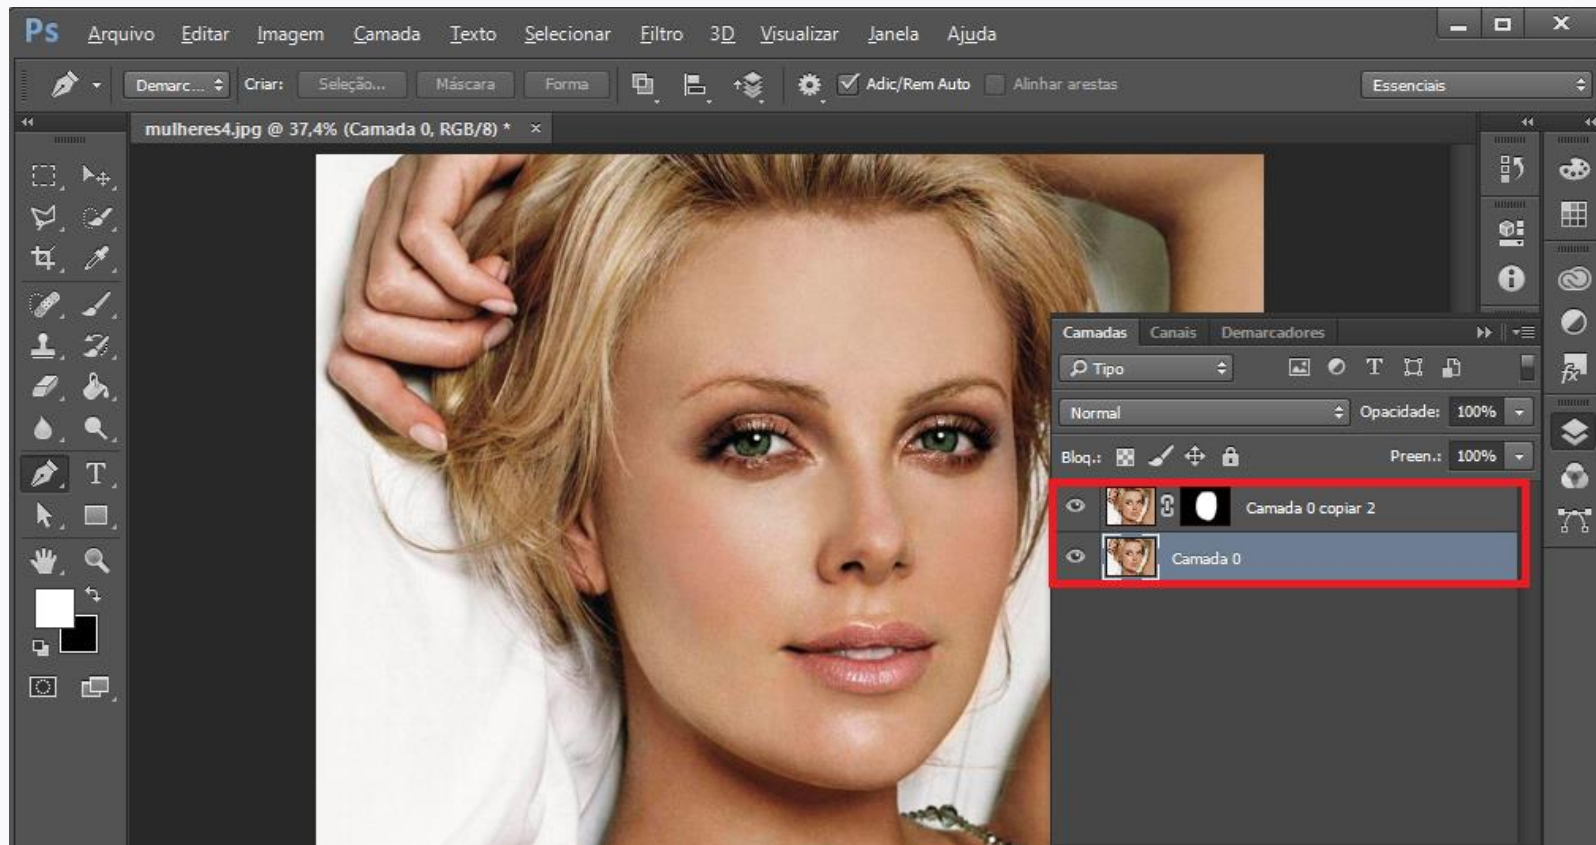 Ps Arquivo Editar Imagem Camada Texto Selecionar Filtro 3D Visualizar Janela Ajuda
Demarc... Criar: Seleção... Máscara Forma Adic/Rem Auto Alinhar arestas Essenciais
mulheres4.jpg @ 37,4% (Camada 0, RGB/8) * ×
Camadas Canais Demarcadores
Tipo
Normal Opacidade: 100%
Bloq.: Preen.: 100%
Camada 0 copiar 2
Camada 0